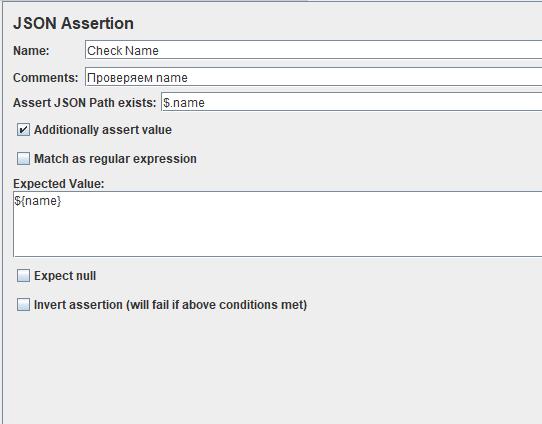 JSON Assertion
Name: Check Name
Comments: Проверяем name
Assert JSON Path exists: $.name
Additionally assert value
Match as regular expression
Expected Value:
${name}
Expect null
Invert assertion (will fail if above conditions met)